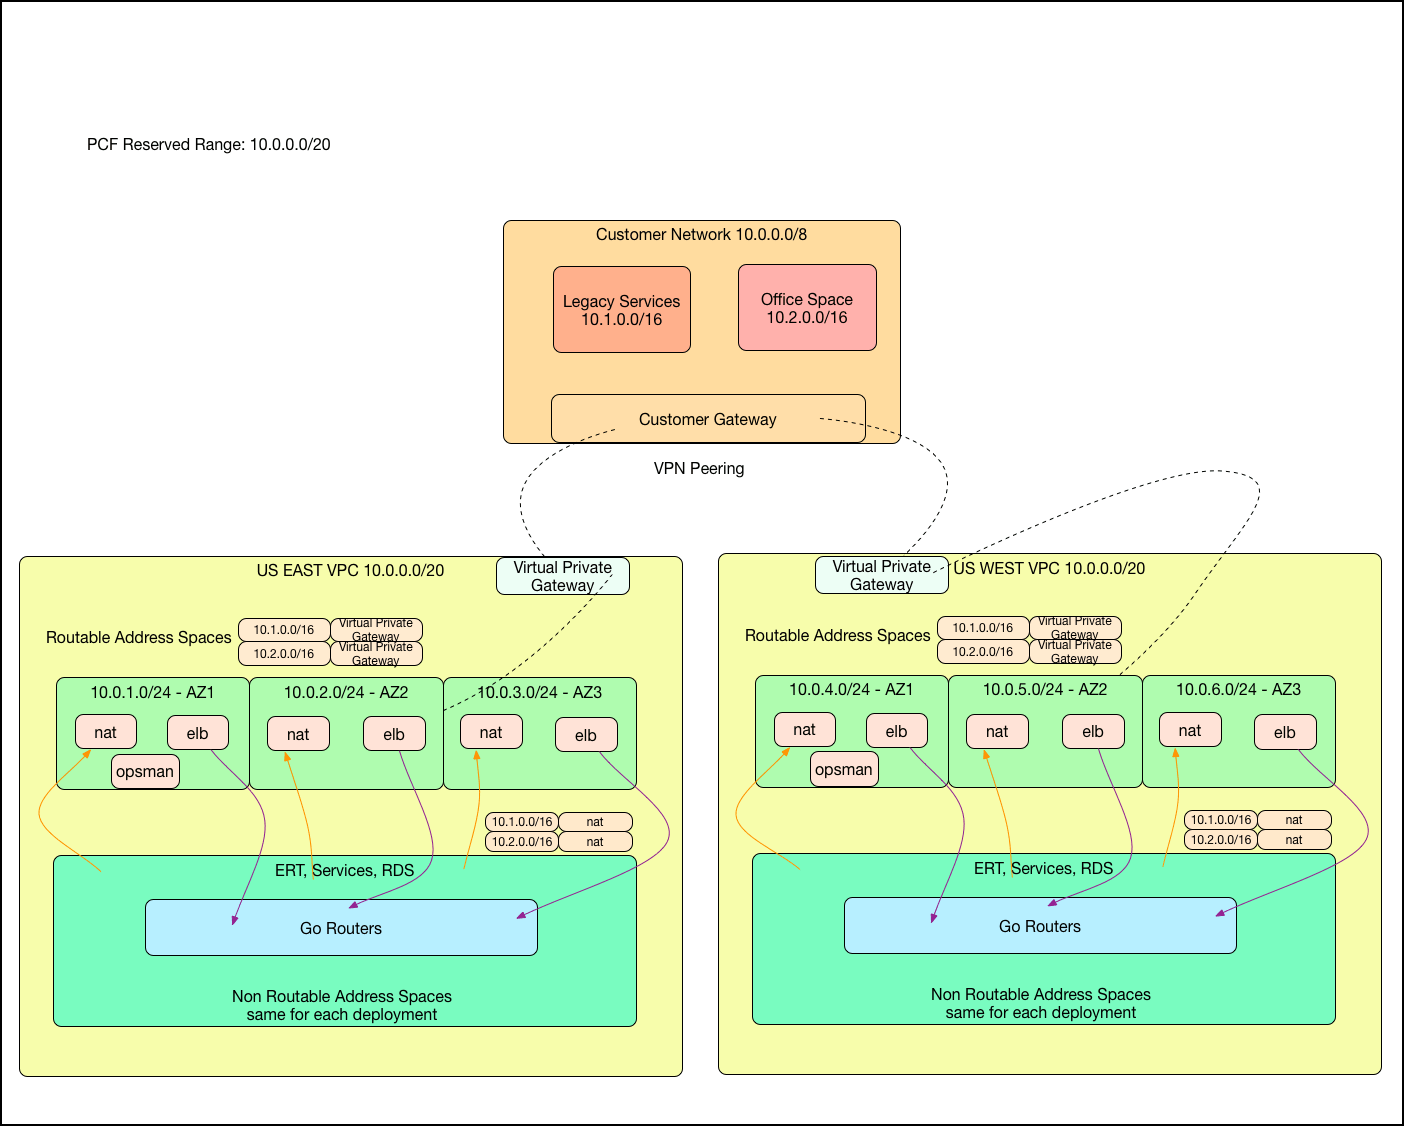 PCF Reserved Range: 10.0.0.0/20
Customer Network 10.0.0.0/8
Legacy Services
10.1.0.0/16
Office Space
10.2.0.0/16
Customer Gateway
VPN Peering
US EAST VPC 10.0.0.0/20
Virtual Private
Gateway
Routable Address Spaces
10.1.0.0/16
Virtual Private
Gateway
10.2.0.0/16
Virtual Private
Gateway
10.0.1.0/24 - AZ1
nat
elb
opsman
10.0.2.0/24 - AZ2
nat
elb
10.0.3.0/24 - AZ3
nat
elb
10.1.0.0/16
nat
10.2.0.0/16
nat
ERT, Services, RDS
Go Routers
Non Routable Address Spaces
same for each deployment
Virtual Private
Gateway
US WEST VPC 10.0.0.0/20
Routable Address Spaces
10.1.0.0/16
Virtual Private
Gateway
10.2.0.0/16
Virtual Private
Gateway
10.0.4.0/24 - AZ1
nat
elb
opsman
10.0.5.0/24 - AZ2
nat
elb
10.0.6.0/24 - AZ3
nat
elb
10.1.0.0/16
nat
10.2.0.0/16
nat
ERT, Services, RDS
Go Routers
Non Routable Address Spaces
same for each deployment